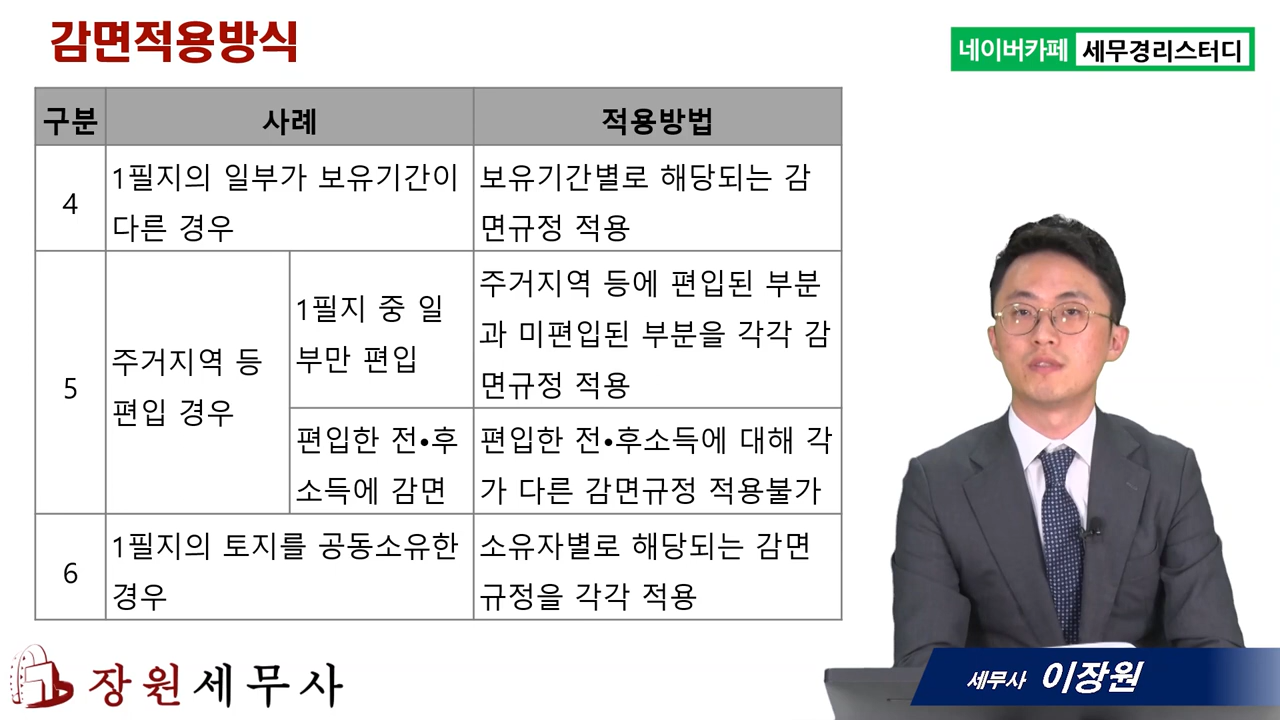 감면적용방식
네이버카페 세무경리스터디
구분 사례 적용방법
4
1필지의 일부가 보유기간이
다른 경우
보유기간별로 해당되는 감
면규정 적용
5
주거지역 등
편입 경우
1필지 중 일
부만 편입
주거지역 등에 편입된 부분
과 미편입된 부분을 각각 감
면규정 적용
편입한 전•후
소득에 감면
편입한 전•후소득에 대해 각
가 다른 감면규정 적용불가
6
1필지의 토지를 공동소유한
경우
소유자별로 해당되는 감면
규정을 각각 적용
장원세무사
세무사 이장원